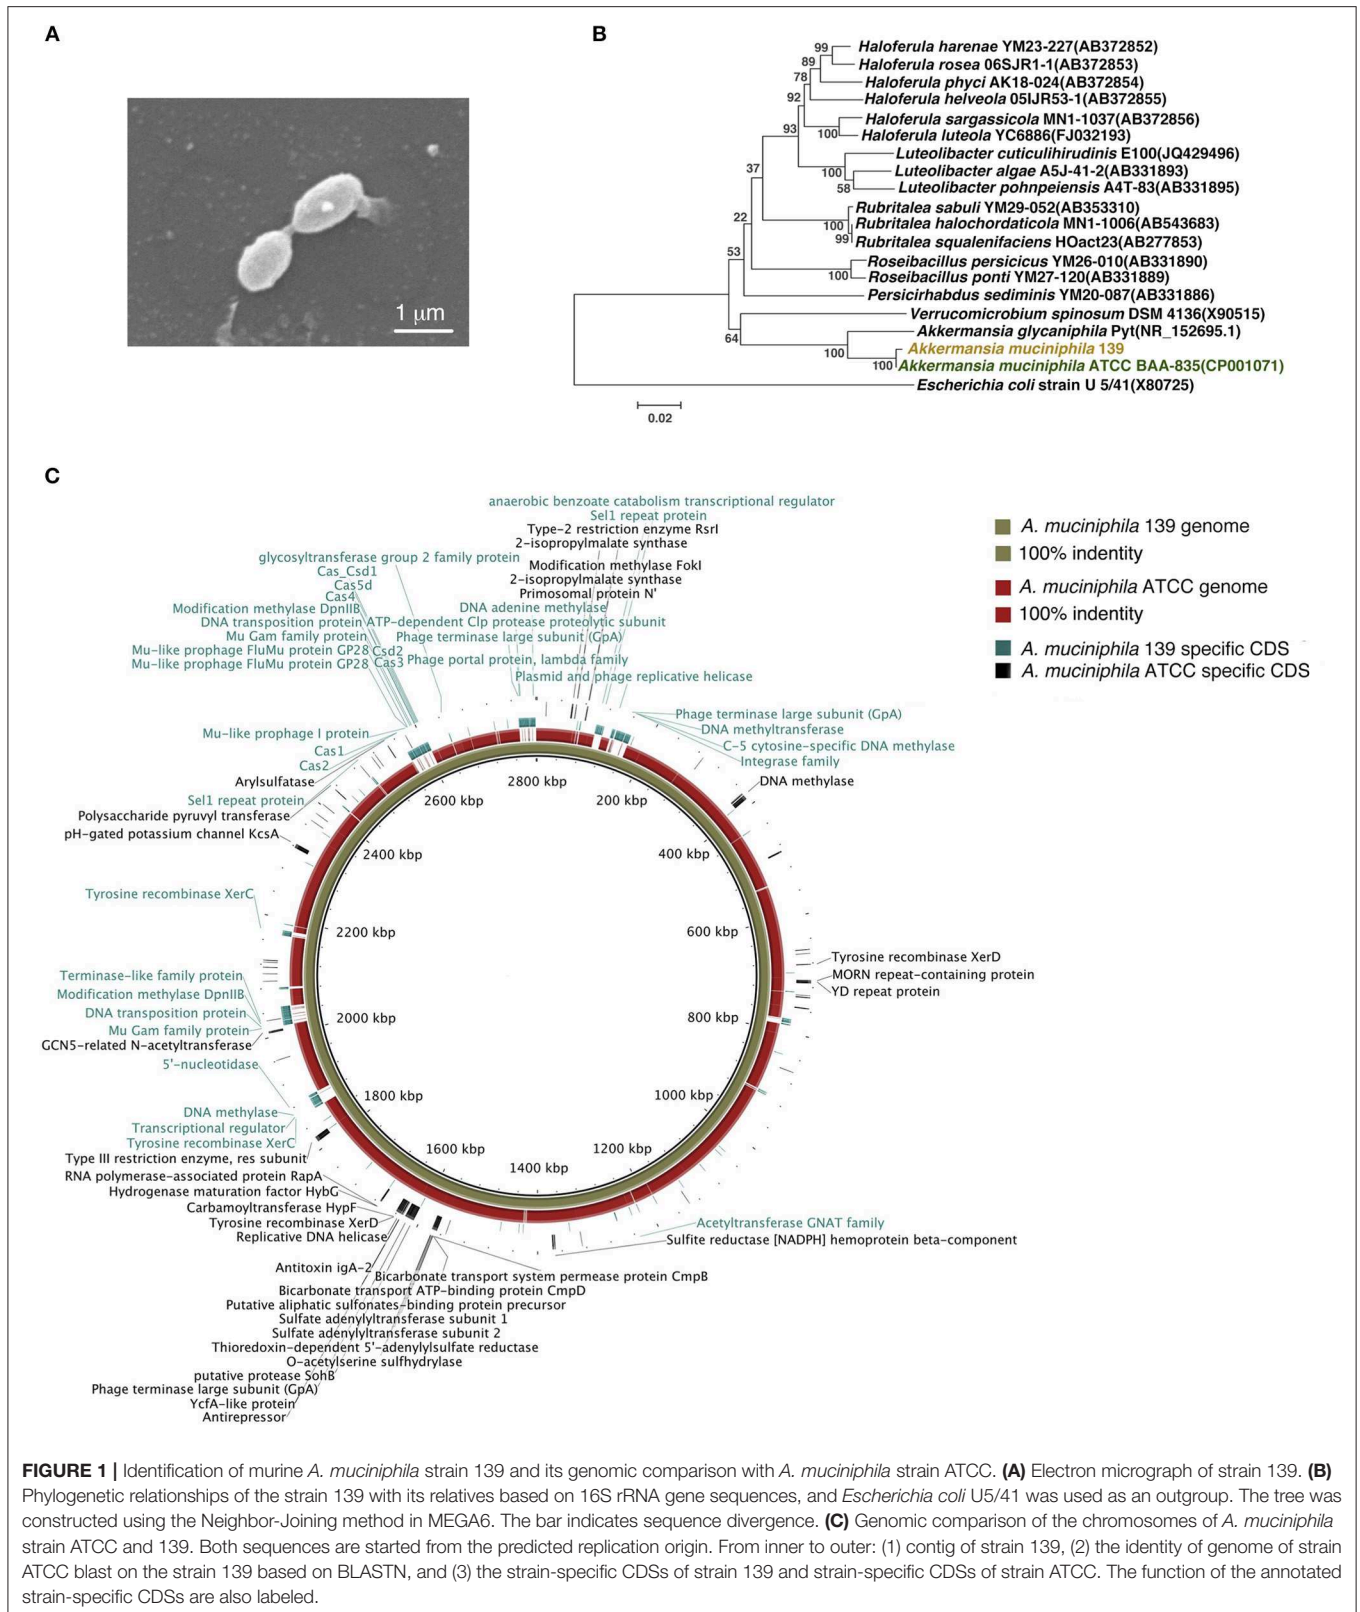 A
1 μm
B
99
89
78
92
93
100
37
100
58
22
100
99
53
100
64
100
100
Haloferula harenae YM23-227(AB372852)
Haloferula rosea 06SJR1-1(AB372853)
Haloferula phyci AK18-024(AB372854)
Haloferula helveola 05IJR53-1(AB372855)
Haloferula sargassicola MN1-1037(AB372856)
Haloferula luteola YC6886(FJ032193)
Luteolibacter cuticulihirudinis E100(JQ429496)
Luteolibacter algae A5J-41-2(AB331893)
Luteolibacter pohnpeiensis A4T-83(AB331895)
Rubritalea sabuli YM29-052(AB353310)
Rubritalea halochordaticola MN1-1006(AB543683)
Rubritalea squalenifaciens HOact23(AB277853)
Roseibacillus persicicus YM26-010(AB331890)
Roseibacillus ponti YM27-120(AB331889)
Persicirhabdus sediminis YM20-087(AB331886)
Verrucomicrobium spinosum DSM 4136(X90515)
Akkermansia glycaniphila Pyt(NR_152695.1)
Akkermansia muciniphila 139
Akkermansia muciniphila ATCC BAA-835(CP001071)
Escherichia coli strain U 5/41(X80725)
0.02
C
anaerobic benzoate catabolism transcriptional regulator
Sel1 repeat protein
Type-2 restriction enzyme RsrI
2-isopropylmalate synthase
Modification methylase FokI
2-isopropylmalate synthase
Primosomal protein N'
glycosyltransferase group 2 family protein
Cas_Csd1
Cas5d
Cas4
Modification methylase DpnIIB
DNA adenine methylase
DNA transposition protein
ATP-dependent Clp protease proteolytic subunit
Mu Gam family protein
Phage terminase large subunit (GpA)
Mu-like prophage FluMu protein GP28
Csd2
Mu-like prophage FluMu protein GP28
Cas3
Phage portal protein, lambda family
Plasmid and phage replicative helicase
A. muciniphila 139 genome
100% indentity
A. muciniphila ATCC genome
100% indentity
A. muciniphila 139 specific CDS
A. muciniphila ATCC specific CDS
Phage terminase large subunit (GpA)
DNA methyltransferase
C-5 cytosine-specific DNA methylase
Integrase family
DNA methylase
Mu-like prophage I protein
Cas1
Cas2
Arylsulfatase
Sel1 repeat protein
Polysaccharide pyruvyl transferase
pH-gated potassium channel KcsA
Tyrosine recombinase XerC
Terminase-like family protein
Modification methylase DpnIIB
DNA transposition protein
Mu Gam family protein
GCN5-related N-acetyltransferase
5'-nucleotidase
DNA methylase
Transcriptional regulator
Tyrosine recombinase XerC
Type III restriction enzyme, res subunit
RNA polymerase-associated protein RapA
Hydrogenase maturation factor HybG
Carbamoyltransferase HypF
Tyrosine recombinase XerD
Replicative DNA helicase
2800 kbp
200 kbp
400 kbp
600 kbp
800 kbp
1000 kbp
1200 kbp
1400 kbp
1600 kbp
1800 kbp
2000 kbp
2200 kbp
2400 kbp
2600 kbp
Tyrosine recombinase XerD
MORN repeat-containing protein
YD repeat protein
Acetyltransferase GNAT family
Sulfite reductase [NADPH] hemoprotein beta-component
Antitoxin igA-2
Bicarbonate transport system permease protein CmpB
Bicarbonate transport ATP-binding protein CmpD
Putative aliphatic sulfonates-binding protein precursor
Sulfate adenylyltransferase subunit 1
Sulfate adenylyltransferase subunit 2
Thioredoxin-dependent 5'-adenylylsulfate reductase
O-acetylserine sulfhydrylase
putative protease SohB
Phage terminase large subunit (GpA)
YcfA-like protein
Antirepressor
FIGURE 1 | Identification of murine A. muciniphila strain 139 and its genomic comparison with A. muciniphila strain ATCC. (A) Electron micrograph of strain 139. (B)
Phylogenetic relationships of the strain 139 with its relatives based on 16S rRNA gene sequences, and Escherichia coli U5/41 was used as an outgroup. The tree was
constructed using the Neighbor-Joining method in MEGA6. The bar indicates sequence divergence. (C) Genomic comparison of the chromosomes of A. muciniphila
strain ATCC and 139. Both sequences are started from the predicted replication origin. From inner to outer: (1) contig of strain 139, (2) the identity of genome of strain
ATCC blast on the strain 139 based on BLASTN, and (3) the strain-specific CDSs of strain 139 and strain-specific CDSs of strain ATCC. The function of the annotated
strain-specific CDSs are also labeled.